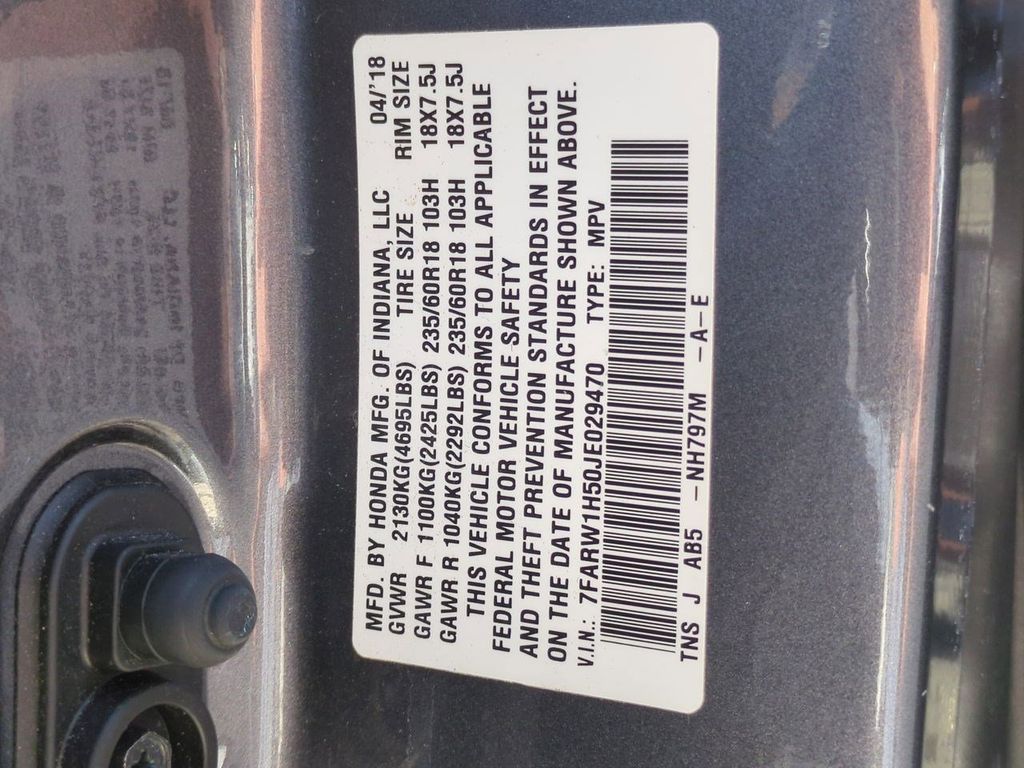 MFD. BY HONDA MFG. OF INDIANA, LLC 04/'18
GVWR 2130KG(4695LBS) TIRE SIZE RIM SIZE
GAWR F 1100KG(2425LBS) 235/60R18 103H 18X7.5J
GAWR R 1040KG(2292LBS) 235/60R18 103H 18X7.5J
THIS VEHICLE CONFORMS TO ALL APPLICABLE
FEDERAL MOTOR VEHICLE SAFETY
AND THEFT PREVENTION STANDARDS IN EFFECT
ON THE DATE OF MANUFACTURE SHOWN ABOVE.
V.I.N.: 7FARW1H50JE029470 TYPE: MPV
TNS J AB5 -NH797M -A-E